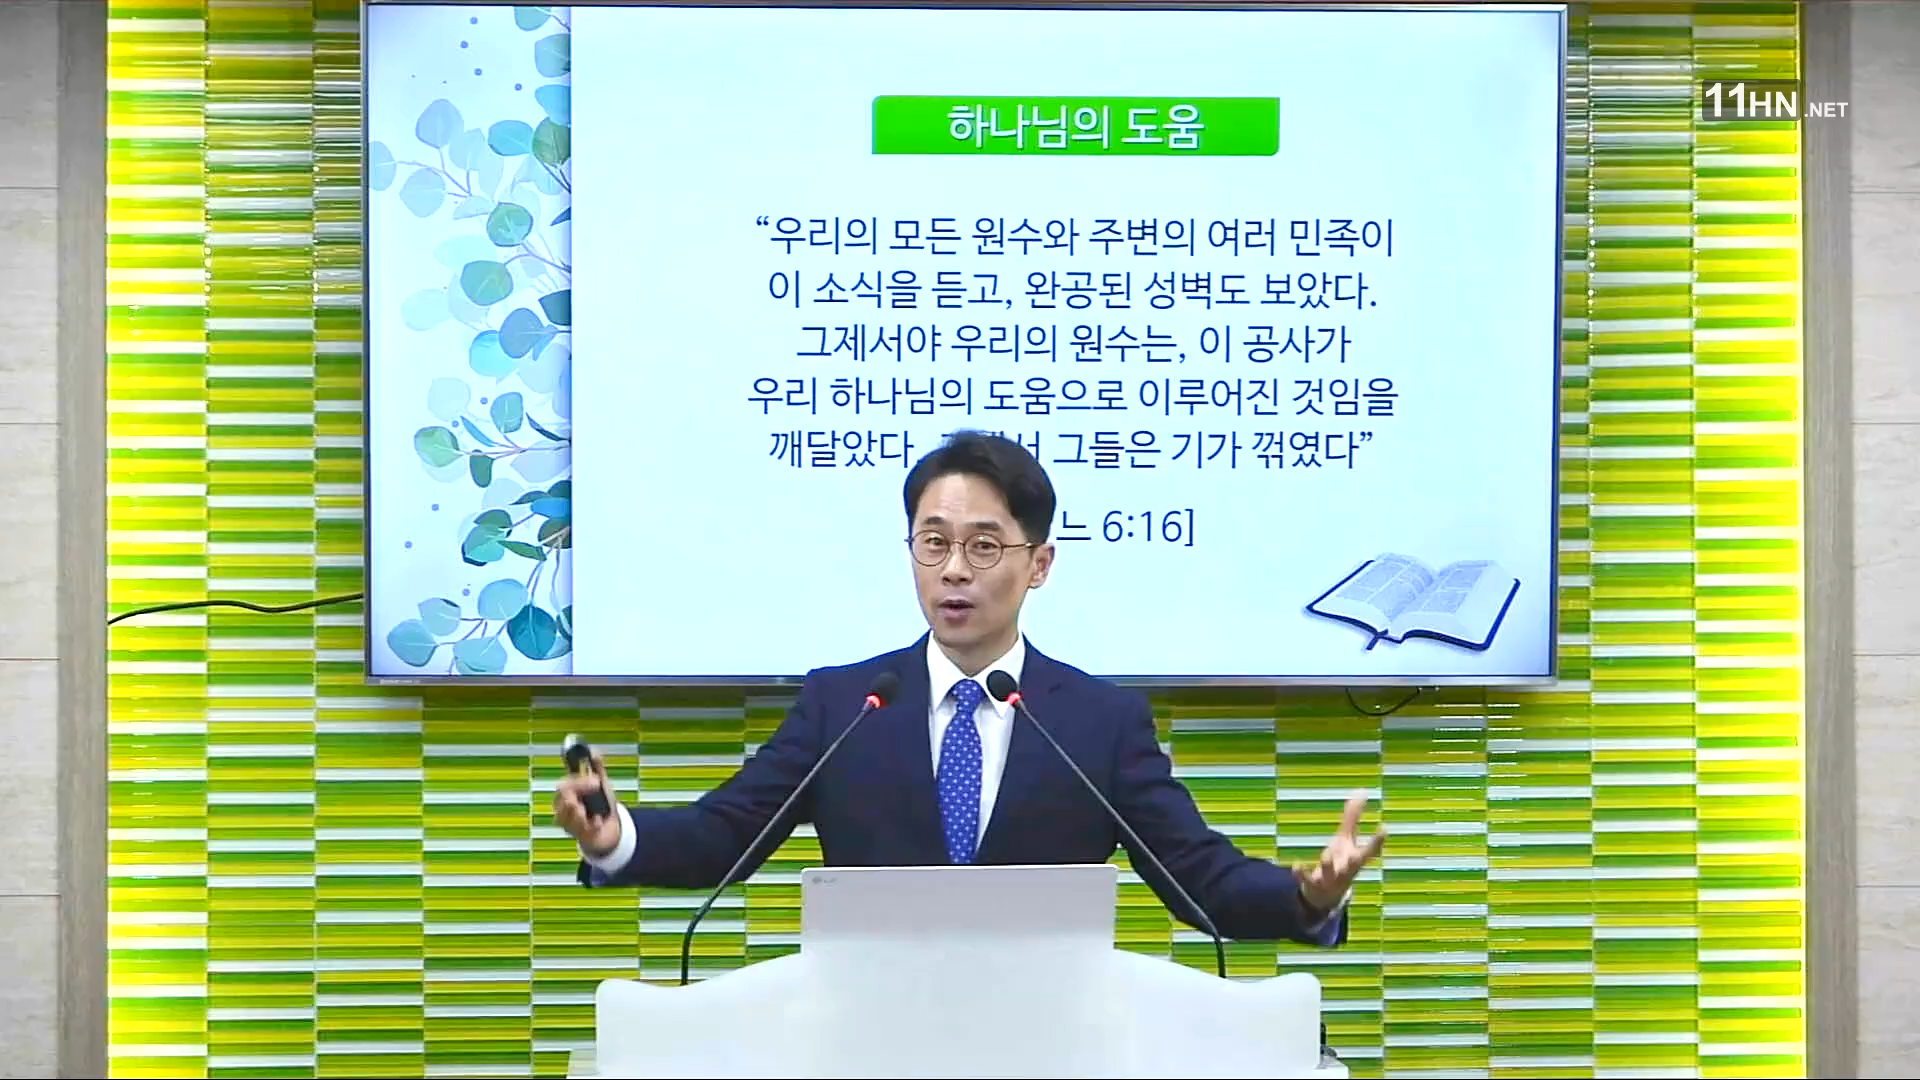 하나님의 도움
11HN.NET
“우리의 모든 원수와 주변의 여러 민족이
이 소식을 듣고, 완공된 성벽도 보았다.
그제서야 우리의 원수는, 이 공사가
우리 하나님의 도움으로 이루어진 것임을
깨달았다. 그들은 기가 꺾였다”
느 6:16]